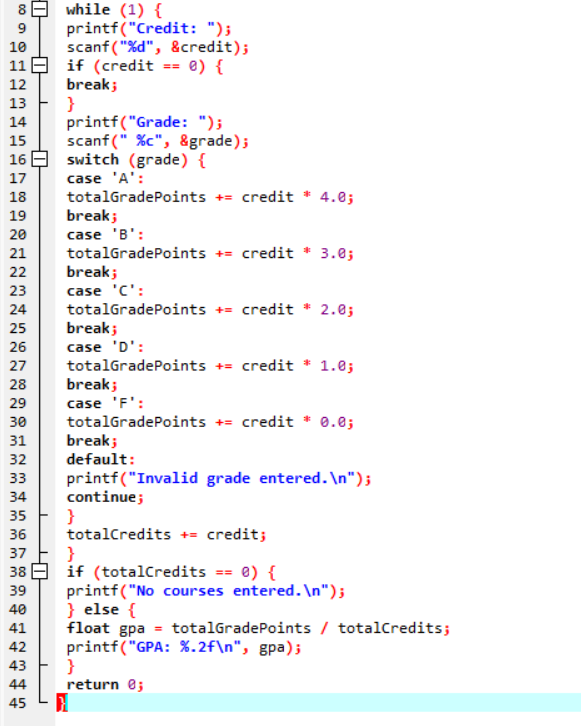 8 while (1) {
9 printf("Credit: ");
10 scanf("%d", &credit);
11 if (credit == 0) {
12 break;
13 }
14 printf("Grade: ");
15 scanf(" %c", &grade);
16 switch (grade) {
17 case 'A':
18 totalGradePoints += credit * 4.0;
19 break;
20 case 'B':
21 totalGradePoints += credit * 3.0;
22 break;
23 case 'C':
24 totalGradePoints += credit * 2.0;
25 break;
26 case 'D':
27 totalGradePoints += credit * 1.0;
28 break;
29 case 'F':
30 totalGradePoints += credit * 0.0;
31 break;
32 default:
33 printf("Invalid grade entered.\n");
34 continue;
35 }
36 totalCredits += credit;
37 }
38 if (totalCredits == 0) {
39 printf("No courses entered.\n");
40 } else {
41 float gpa = totalGradePoints / totalCredits;
42 printf("GPA: %.2f\n", gpa);
43 }
44 return 0;
45 }